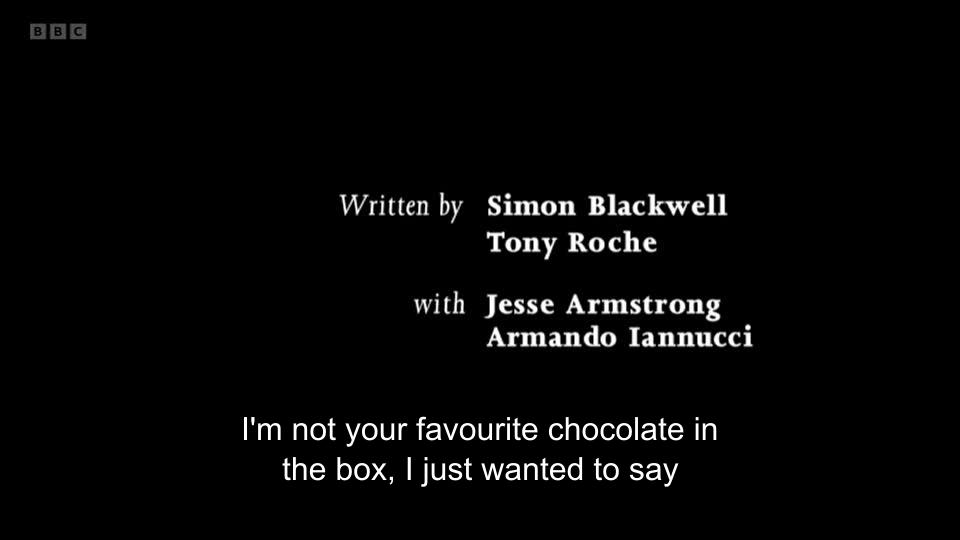 BBC
Written by Simon Blackwell
Tony Roche
with Jesse Armstrong
Armando Iannucci
I'm not your favourite chocolate in
the box, I just wanted to say